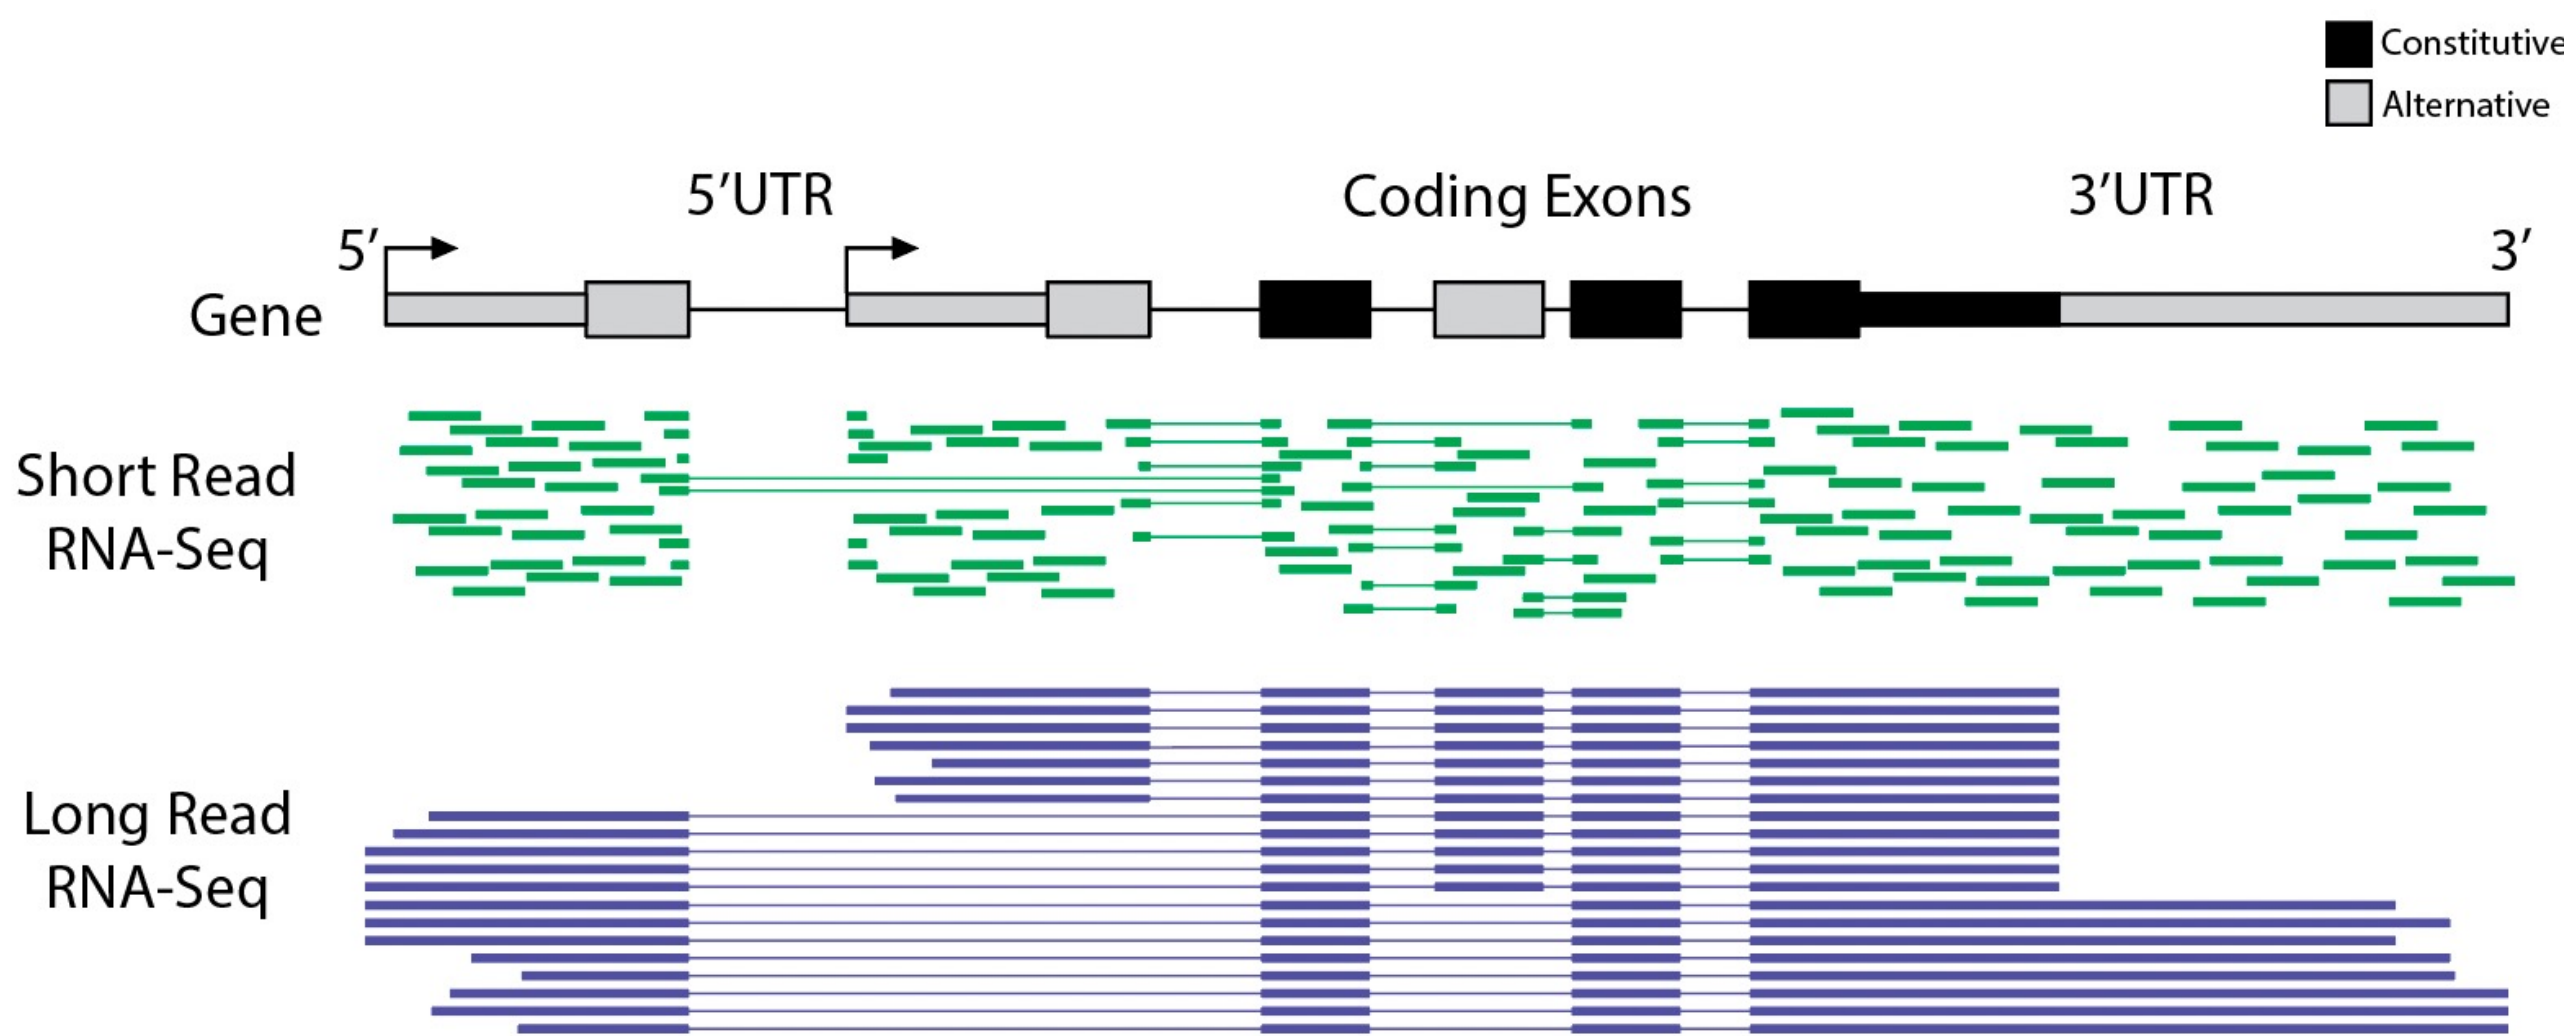 Constitutive
Alternative
5'UTR
Coding Exons
3'UTR
5'
3'
Gene
Short Read
RNA-Seq
Long Read
RNA-Seq